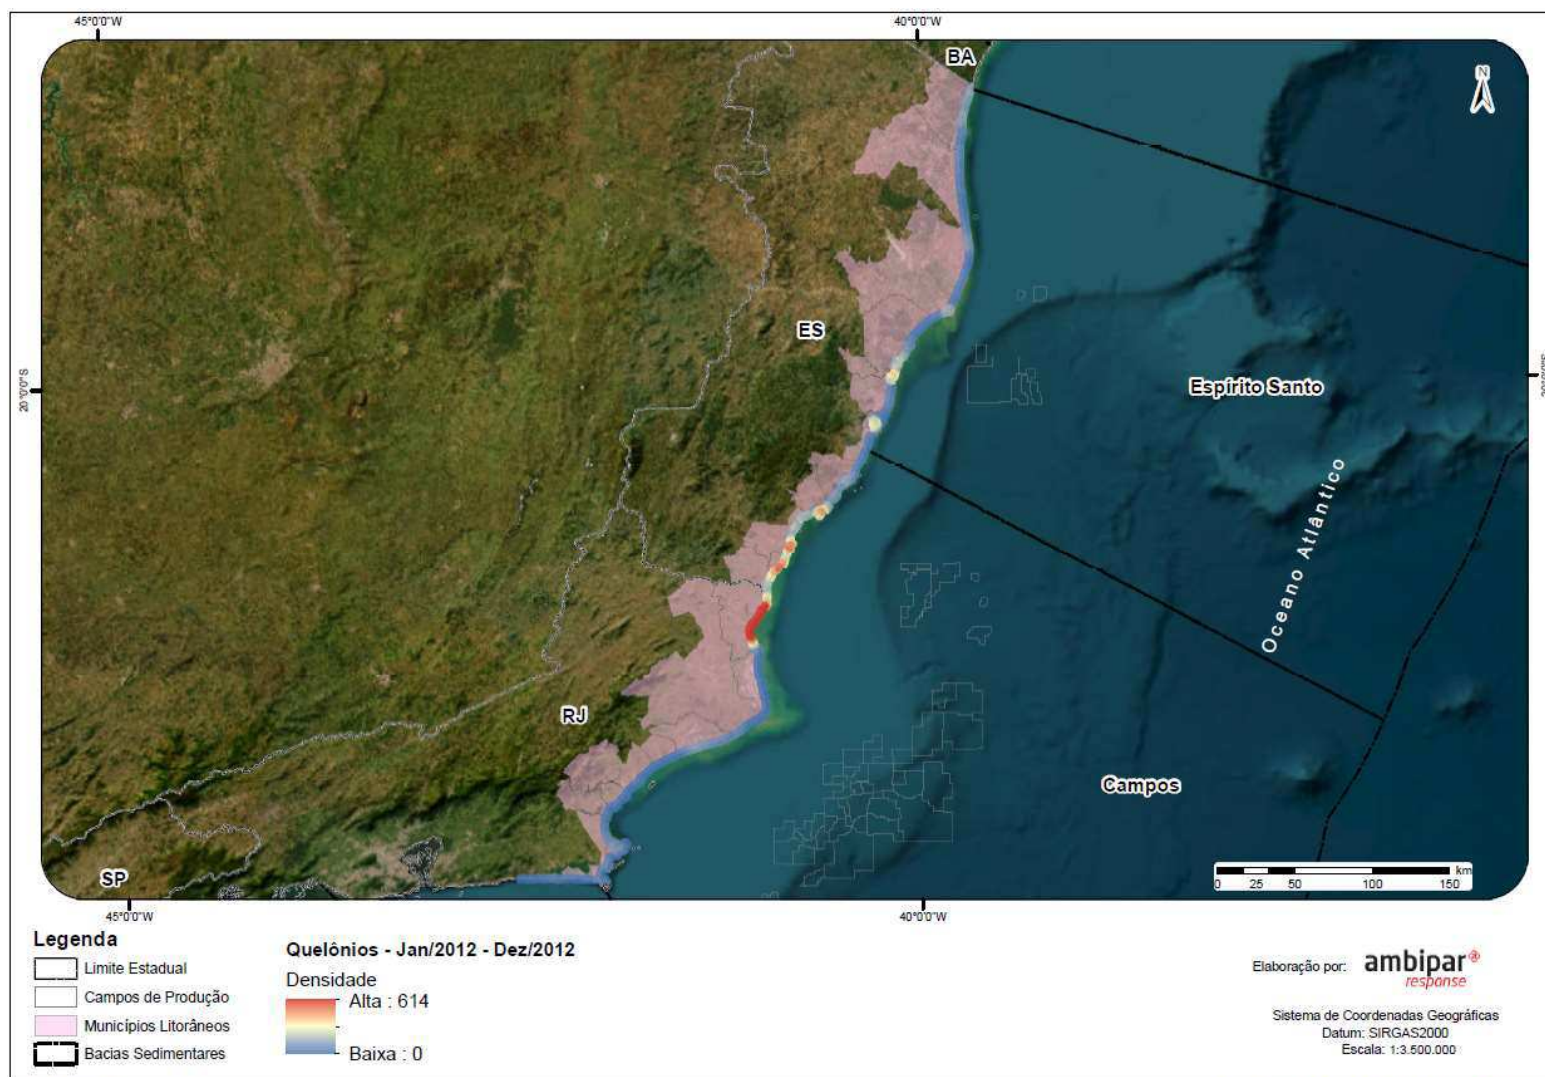 45°0'0"W
40°0'0"W
BA
N
ES
20°0'0"S
Espírito Santo
Oceano Atlântico
RJ
Campos
SP
km
0 25 50 100 150
45°0'0"W
40°0'0"W
Legenda
Limite Estadual
Campos de Produção
Municípios Litorâneos
Bacias Sedimentares
Quelônios - Jan/2012 - Dez/2012
Densidade
Alta : 614
Baixa : 0
Elaboração por:
ambipar
response
Sistema de Coordenadas Geográficas
Datum: SIRGAS2000
Escala: 1:3.500.000